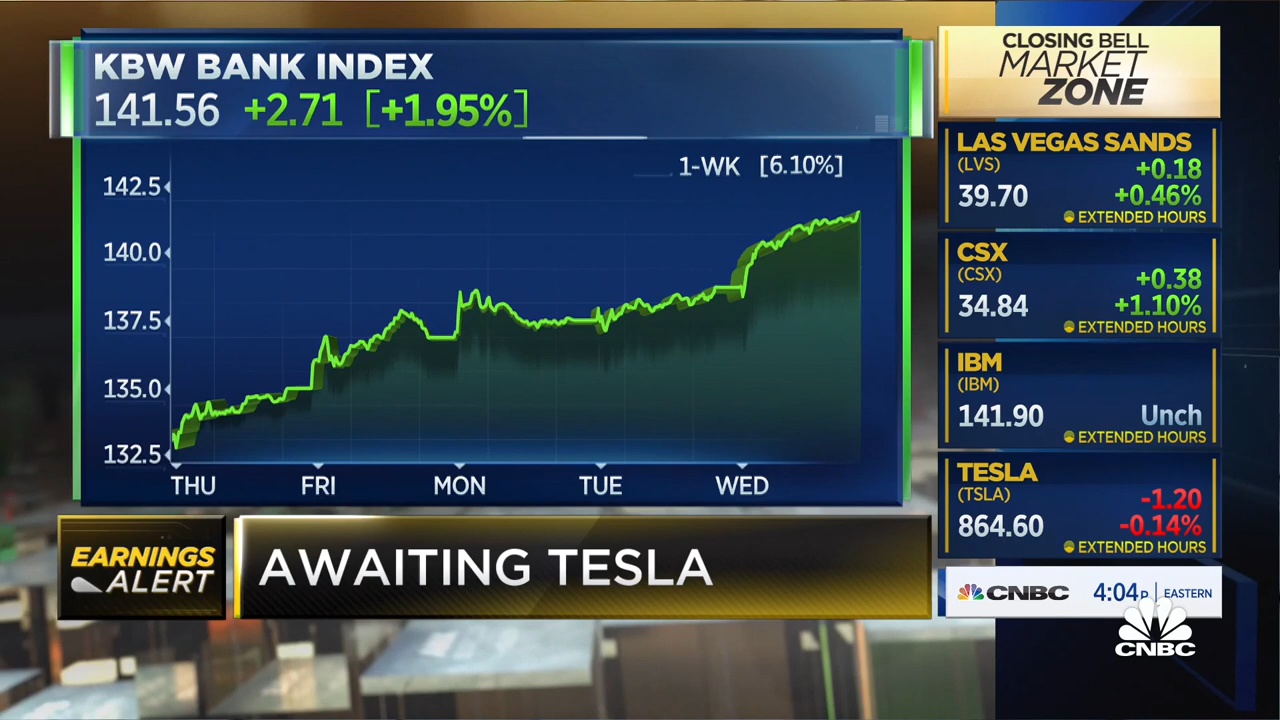 KBW BANK INDEX
141.56 +2.71 [+1.95%]
1-WK [6.10%]
142.5
140.0
137.5
135.0
132.5
THU FRI MON TUE WED
EARNINGS
ALERT
AWAITING TESLA
CLOSING BELL
MARKET
ZONE
LAS VEGAS SANDS
(LVS) +0.18
39.70 +0.46%
EXTENDED HOURS
CSX
(CSX) +0.38
34.84 +1.10%
EXTENDED HOURS
IBM
(IBM)
141.90 Unch
EXTENDED HOURS
TESLA
(TSLA) -1.20
864.60 -0.14%
EXTENDED HOURS
CNBC 4:04P EASTERN
CNBC